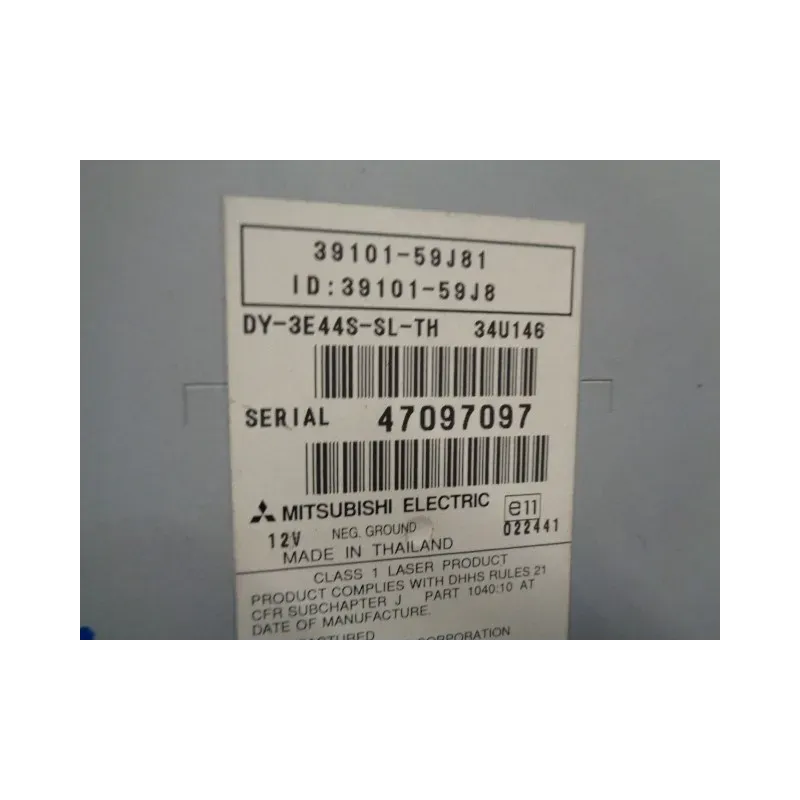 39101-59J81
ID:39101-59J8
DY-3E44S-SL-TH 34U146
SERIAL 47097097
MITSUBISHI ELECTRIC e11
12V NEG. GROUND 022441
MADE IN THAILAND
CLASS 1 LASER PRODUCT
PRODUCT COMPLIES WITH DHHS RULES 21
CFR SUBCHAPTER J PART 1040:10 AT
DATE OF MANUFACTURE.
CORPORATION